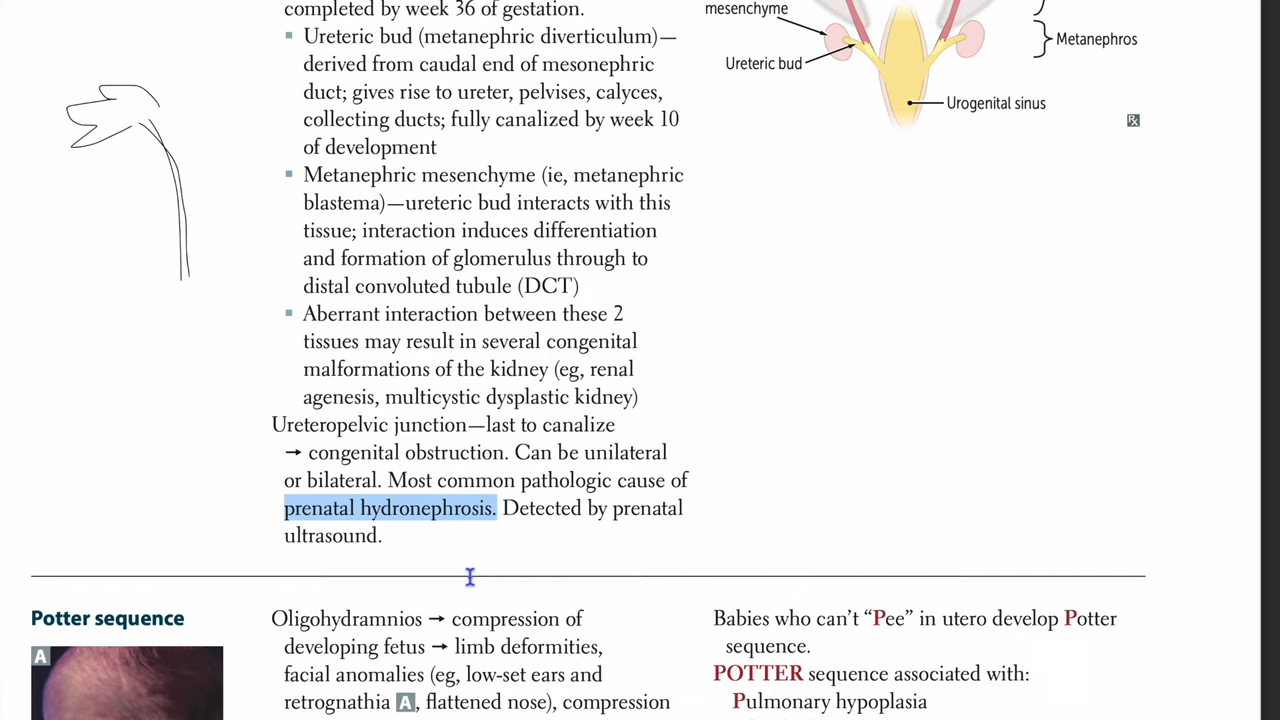 completed by week 36 of gestation.
▪ Ureteric bud (metanephric diverticulum)—
derived from caudal end of mesonephric
duct; gives rise to ureter, pelvises, calyces,
collecting ducts; fully canalized by week 10
of development
▪ Metanephric mesenchyme (ie, metanephric
blastema)—ureteric bud interacts with this
tissue; interaction induces differentiation
and formation of glomerulus through to
distal convoluted tubule (DCT)
▪ Aberrant interaction between these 2
tissues may result in several congenital
malformations of the kidney (eg, renal
agenesis, multicystic dysplastic kidney)
Ureteropelvic junction—last to canalize
→ congenital obstruction. Can be unilateral
or bilateral. Most common pathologic cause of
prenatal hydronephrosis. Detected by prenatal
ultrasound.
mesenchyme
Ureteric bud
Metanephros
Urogenital sinus
Rx
Potter sequence
A
Oligohydramnios → compression of
developing fetus → limb deformities,
facial anomalies (eg, low-set ears and
retrognathia A, flattened nose), compression
Babies who can't “Pee” in utero develop Potter
sequence.
POTTER sequence associated with:
Pulmonary hypoplasia